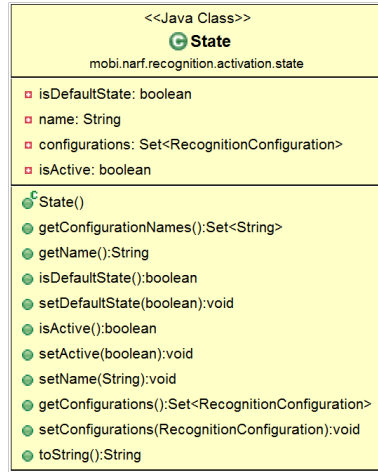 <<Java Class>>
C State
mobi.narf.recognition.activation.state
isDefaultState: boolean
name: String
configurations: Set<RecognitionConfiguration>
isActive: boolean
C State()
getConfigurationNames():Set<String>
getName():String
isDefaultState():boolean
setDefaultState(boolean):void
isActive():boolean
setActive(boolean):void
setName(String):void
getConfigurations():Set<RecognitionConfiguration>
setConfigurations(RecognitionConfiguration):void
toString():String